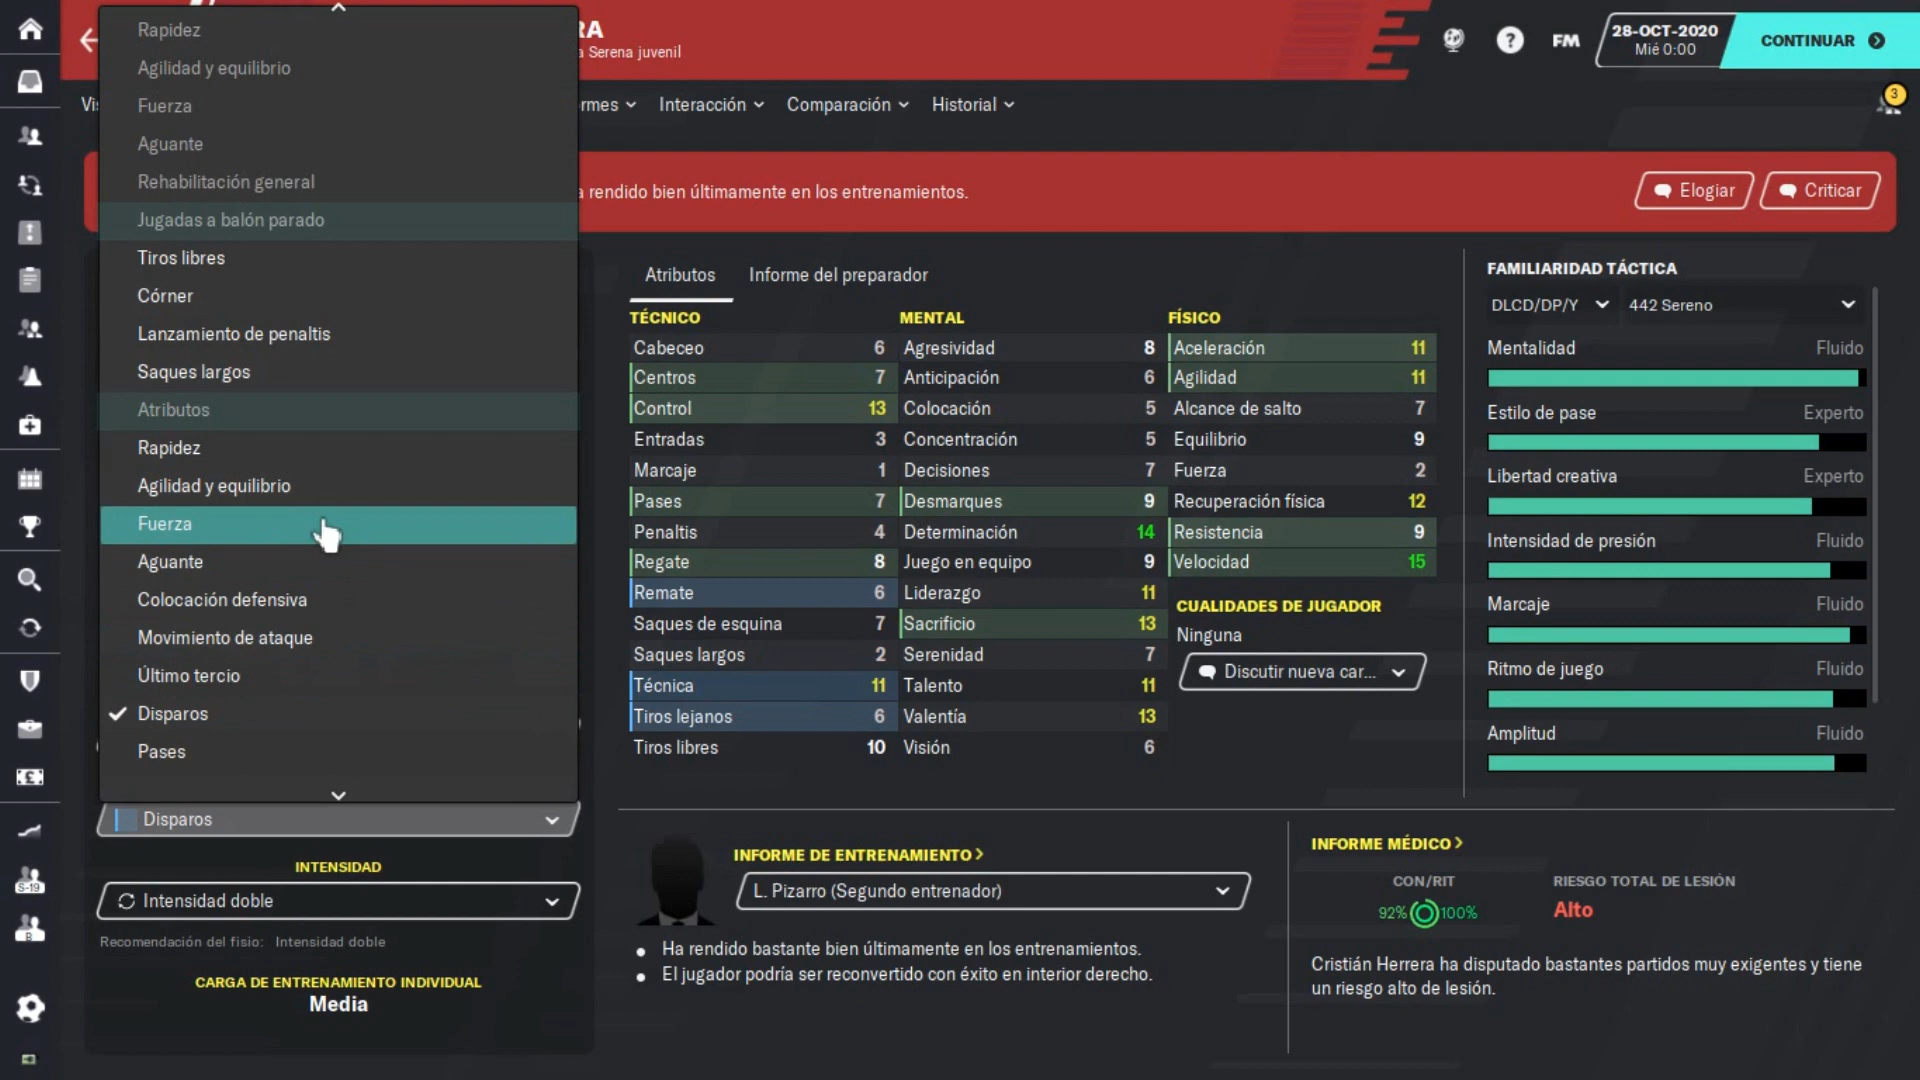 RA
a Serena juvenil
FM
28-OCT-2020
Mié 0:00
CONTINUAR
3
rmes
Interacción
Comparación
Historial
a rendido bien últimamente en los entrenamientos.
Elogiar
Criticar
Rapidez
Agilidad y equilibrio
Fuerza
Aguante
Rehabilitación general
Jugadas a balón parado
Tiros libres
Córner
Lanzamiento de penaltis
Saques largos
Atributos
Rapidez
Agilidad y equilibrio
Fuerza
Aguante
Colocación defensiva
Movimiento de ataque
Último tercio
Disparos
Pases
Disparos
INTENSIDAD
Intensidad doble
Recomendación del fisio: Intensidad doble
CARGA DE ENTRENAMIENTO INDIVIDUAL
Media
Atributos
Informe del preparador
TÉCNICO
Cabeceo 6
Centros 7
Control 13
Entradas 3
Marcaje 1
Pases 7
Penaltis 4
Regate 8
Remate 6
Saques de esquina 7
Saques largos 2
Técnica 11
Tiros lejanos 6
Tiros libres 10
MENTAL
Agresividad 8
Anticipación 6
Colocación 5
Concentración 5
Decisiones 7
Desmarques 9
Determinación 14
Juego en equipo 9
Liderazgo 11
Sacrificio 13
Serenidad 7
Talento 11
Valentía 13
Visión 6
FÍSICO
Aceleración 11
Agilidad 11
Alcance de salto 7
Equilibrio 9
Fuerza 2
Recuperación física 12
Resistencia 9
Velocidad 15
CUALIDADES DE JUGADOR
Ninguna
Discutir nueva car...
FAMILIARIDAD TÁCTICA
DLCD/DP/Y
442 Sereno
Mentalidad Fluido
Estilo de pase Experto
Libertad creativa Experto
Intensidad de presión Fluido
Marcaje Fluido
Ritmo de juego Fluido
Amplitud Fluido
INFORME DE ENTRENAMIENTO
L. Pizarro (Segundo entrenador)
Ha rendido bastante bien últimamente en los entrenamientos.
El jugador podría ser reconvertido con éxito en interior derecho.
INFORME MÉDICO
CON/RIT
92% 100%
RIESGO TOTAL DE LESIÓN
Alto
Cristián Herrera ha disputado bastantes partidos muy exigentes y tiene
un riesgo alto de lesión.
S-19
B